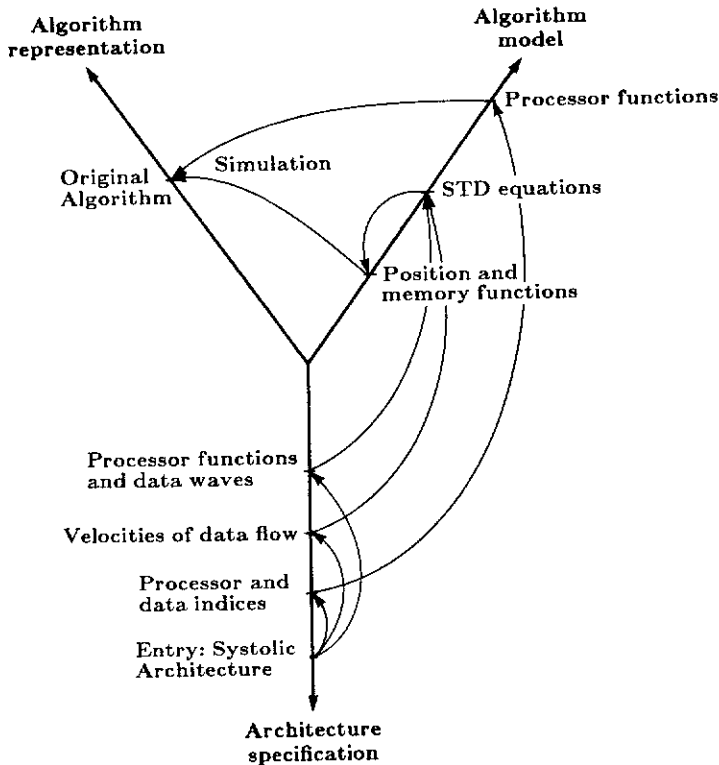 Algorithm
representation
Algorithm
model
Processor functions
Simulation
Original
Algorithm
STD equations
Position and
memory functions
Processor functions
and data waves
Velocities of data flow
Processor and
data indices
Entry: Systolic
Architecture
Architecture
specification